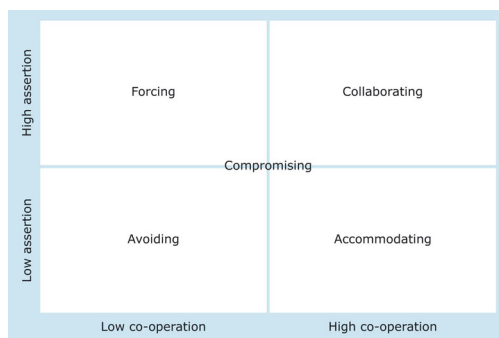 High assertion
Forcing
Collaborating
Compromising
Low assertion
Avoiding
Accommodating
Low co-operation
High co-operation